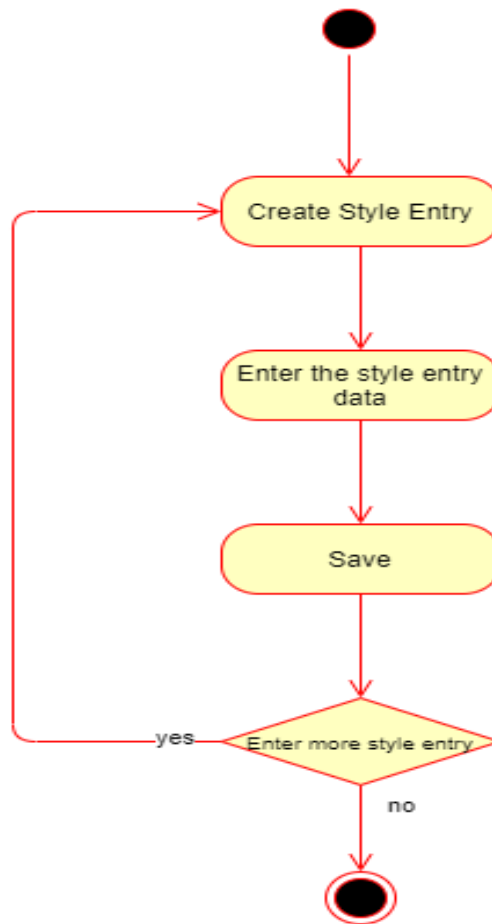 Create Style Entry
Enter the style entry
data
Save
yes
Enter more style entry
no